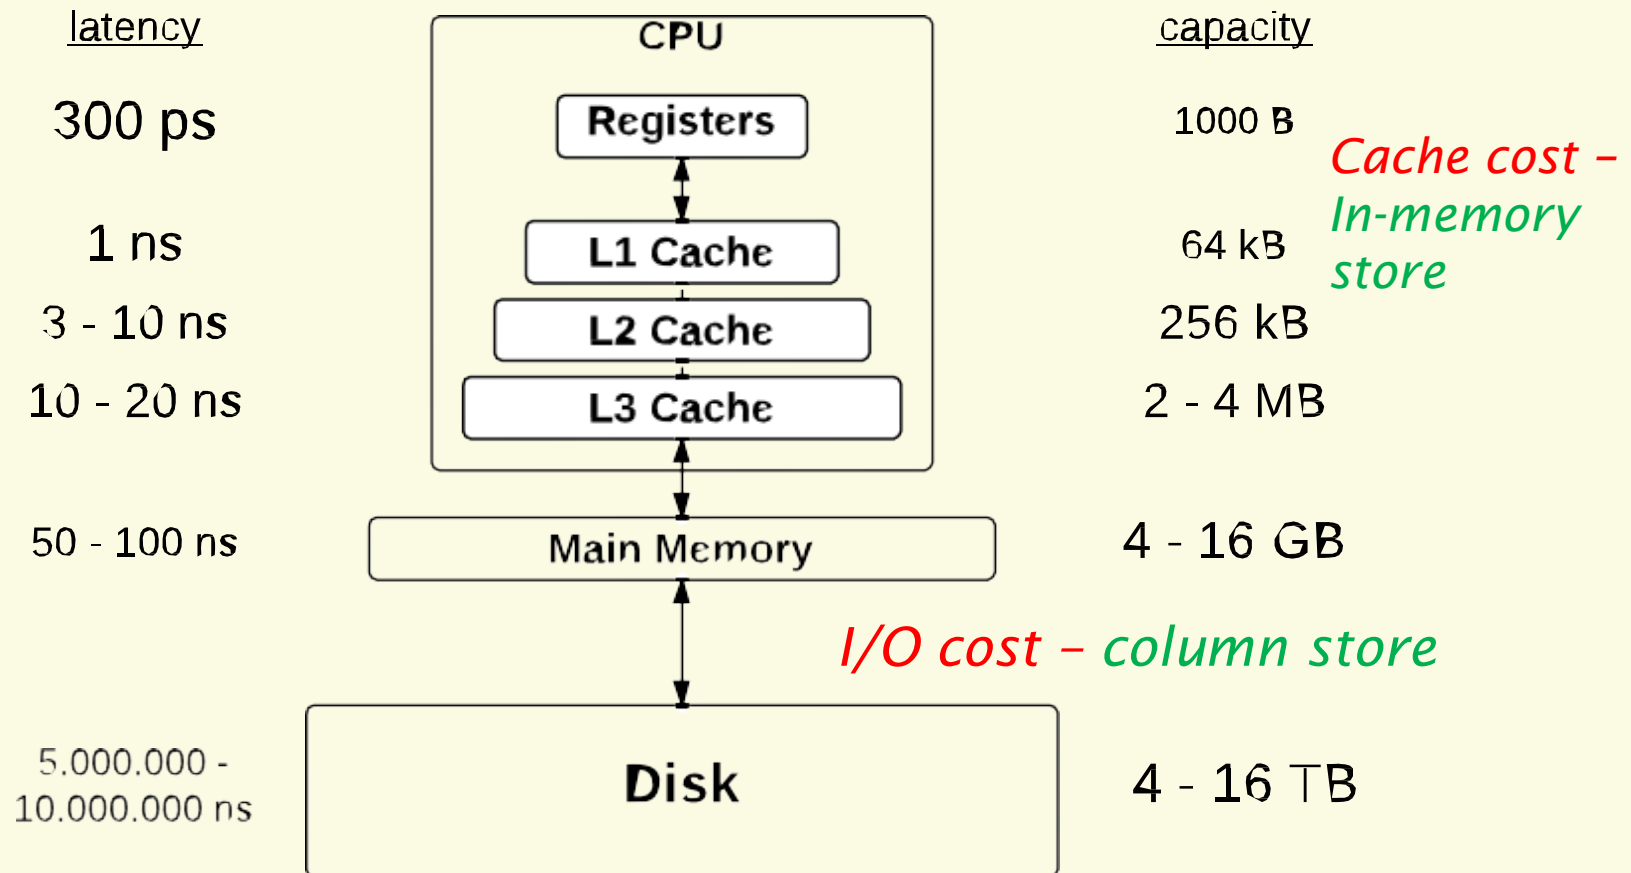 latency
CPU
capacity
300 ps
Registers
1000 B
Cache cost –
In-memory
store
1 ns
L1 Cache
64 kB
3 - 10 ns
L2 Cache
256 kB
10 - 20 ns
L3 Cache
2 - 4 MB
50 - 100 ns
Main Memory
4 - 16 GB
I/O cost – column store
5.000.000 -
10.000.000 ns
Disk
4 - 16 TB